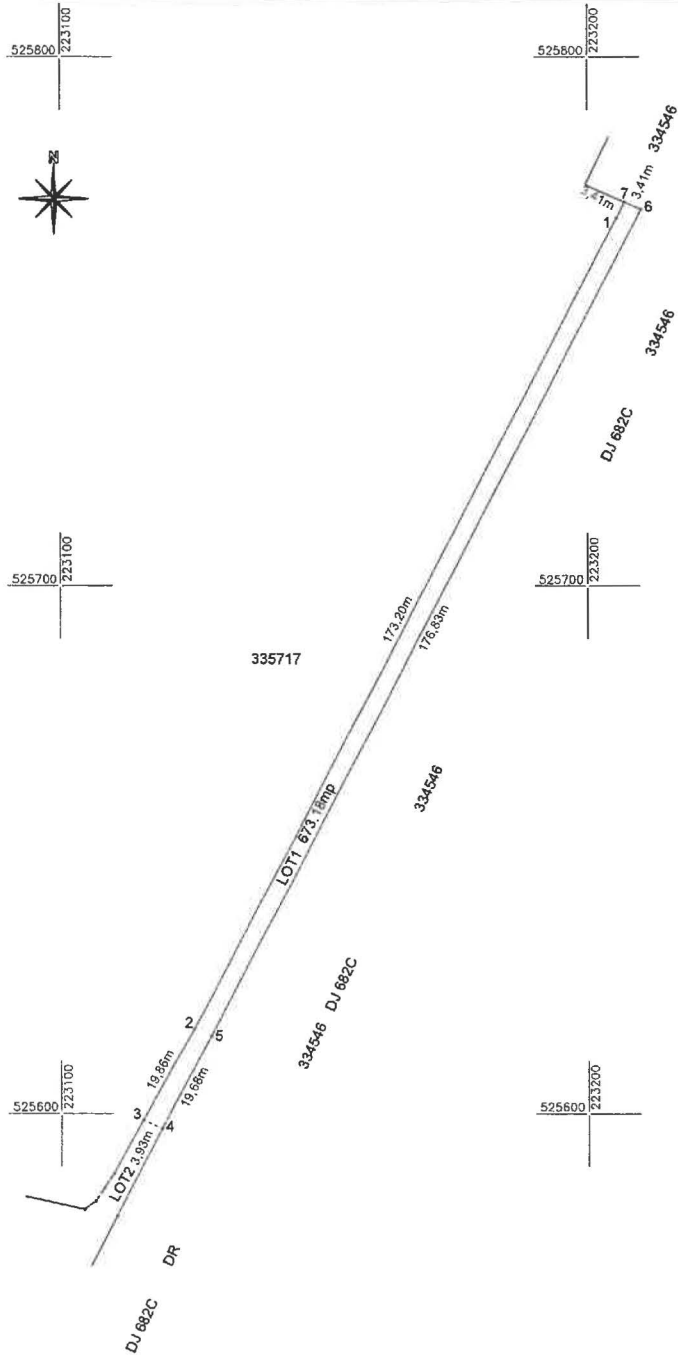 525800
223100
525800
223200
N
334546
3.41m
7
3,41m
6
1
334546
DJ 682C
525700
223100
525700
223200
173.20m
176.83m
335717
334546
LOT1 673.18mp
334546 DJ 682C
2
5
19.86m
19.68m
525600
223100
525600
223200
3
4
LOT2 3.93m
DR
DJ 682C